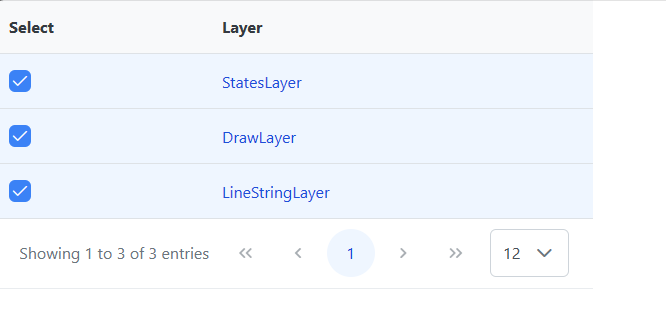 Select Layer
StatesLayer
DrawLayer
LineStringLayer
Showing 1 to 3 of 3 entries 1 12